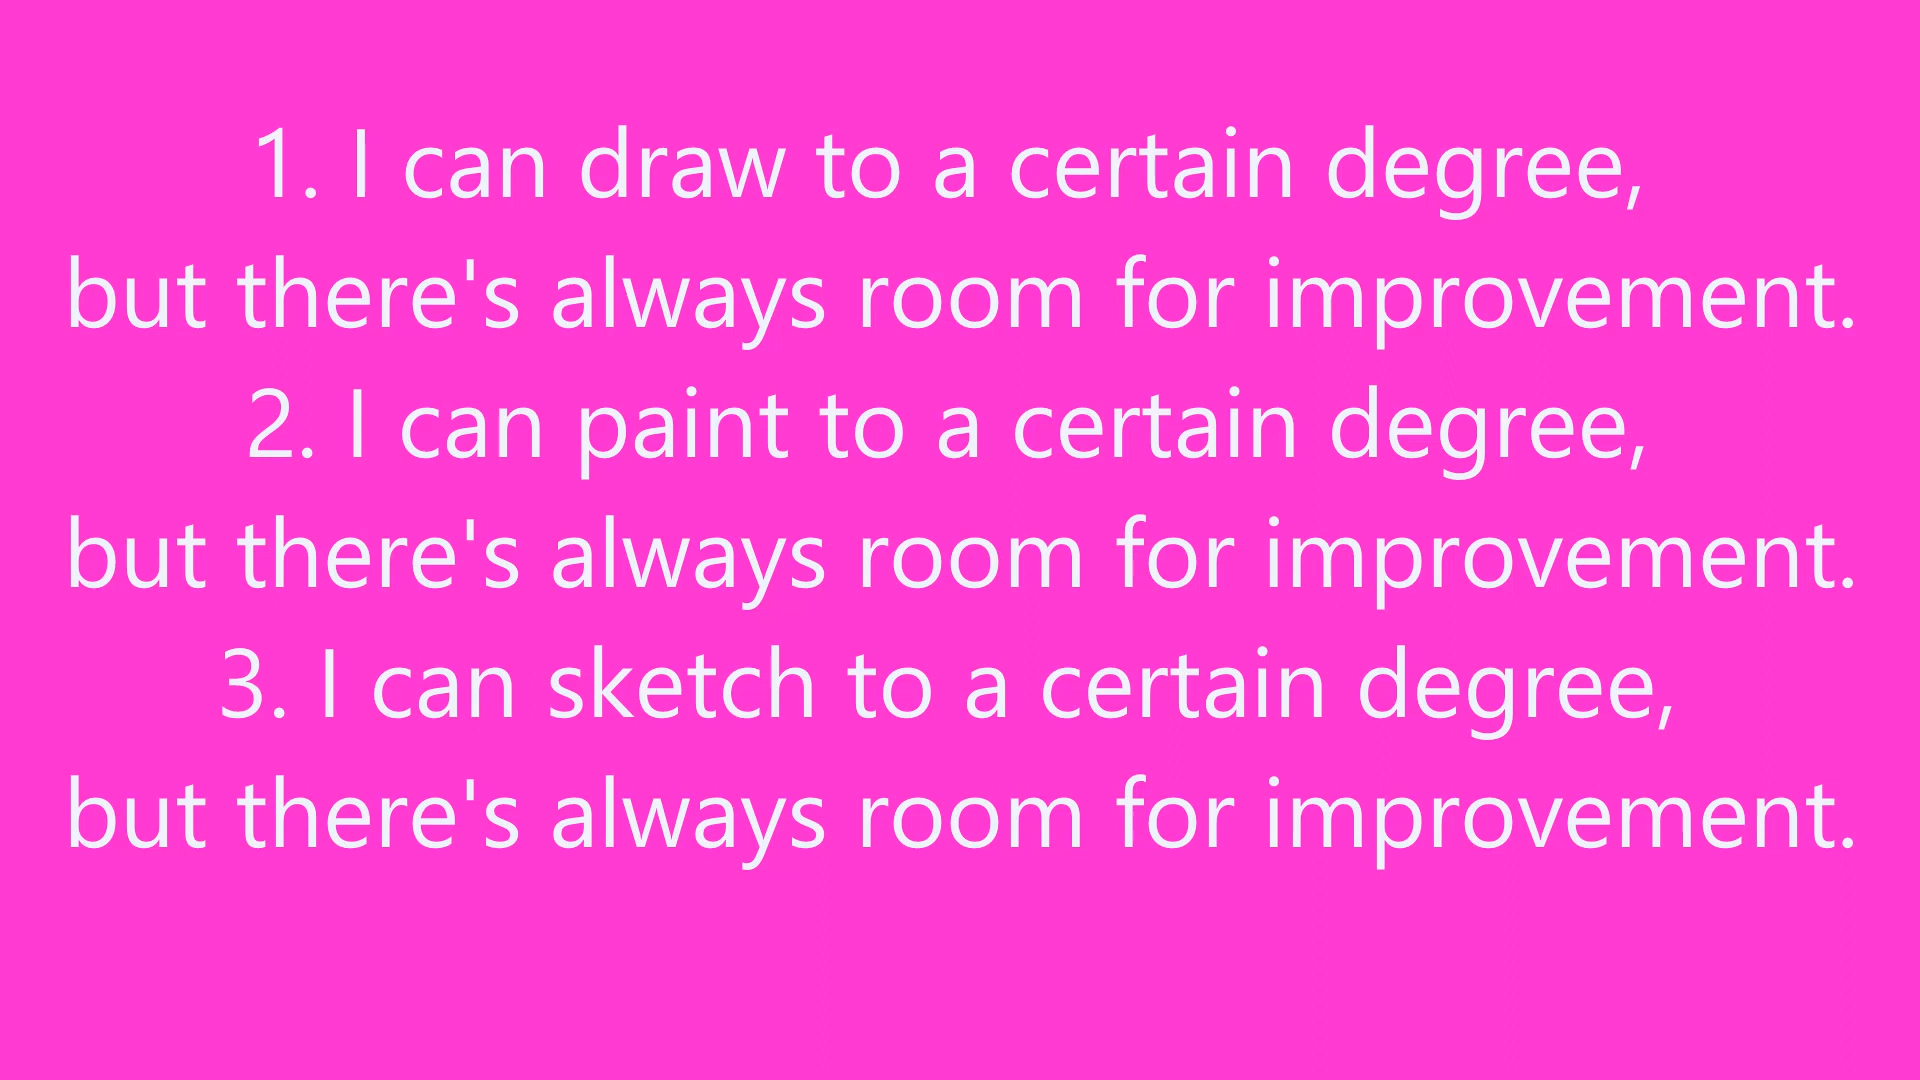 1. I can draw to a certain degree,
but there's always room for improvement.
2. I can paint to a certain degree,
but there's always room for improvement.
3. I can sketch to a certain degree,
but there's always room for improvement.